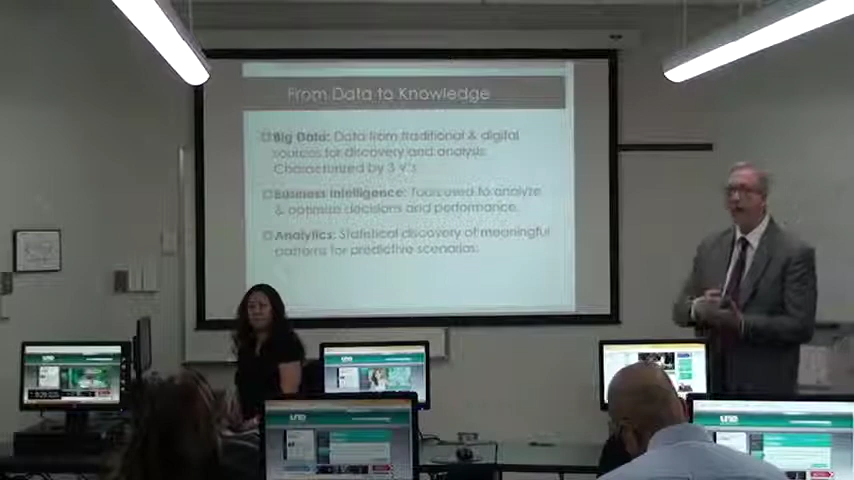 From Data to Knowledge
Big Data: Data from traditional & digital
sources for discovery and analysis
Characterized by 3 V's
Business Intelligence: Tools used to analyze
& optimize decisions and performance.
Analytics: Statistical discovery of meaningful
patterns for predictive scenarios.